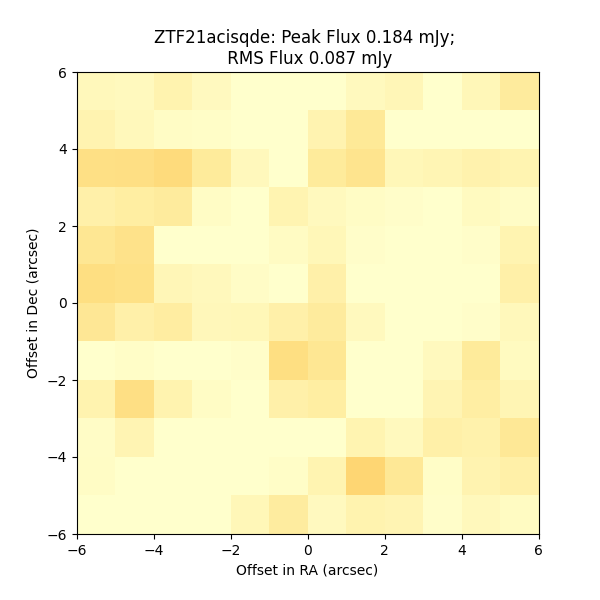 ZTF21acisqde: Peak Flux 0.184 mJy;
RMS Flux 0.087 mJy
6
4
2
0
−2
−4
−6
Offset in Dec (arcsec)
−6 −4 −2 0 2 4 6
Offset in RA (arcsec)